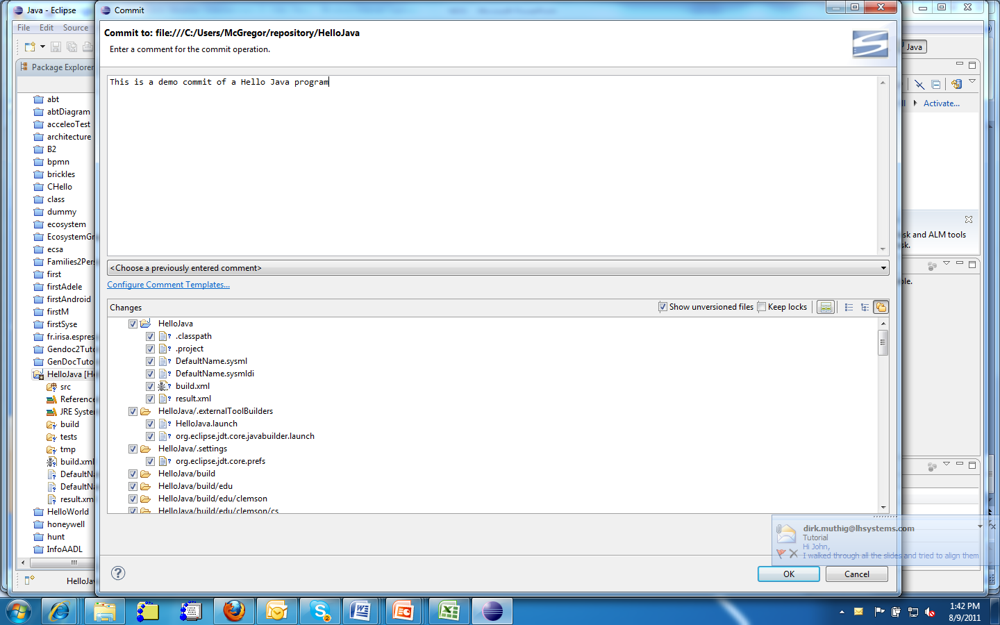 Java - Eclipse
File Edit Source
Package Explorer
abt
abtDiagram
acceleoTest
architecture
B2
bpmn
brickles
CHello
class
dummy
ecosystem
EcosystemGr
ecsa
Families2Pers
first
firstAdele
firstAndroid
firstM
firstSyse
fr.irisa.espres
Gendoc2Tuto
GenDocTuto
HelloJava [He
src
Reference
JRE System
build
tests
tmp
build.xml
DefaultNa
DefaultNa
result.xml
HelloWorld
honeywell
hunt
InfoAADL
HelloJav
Commit
Commit to: file:///C:/Users/McGregor/repository/HelloJava
Enter a comment for the commit operation.
This is a demo commit of a Hello Java program
<Choose a previously entered comment>
Configure Comment Templates...
Changes
Show unversioned files Keep locks
HelloJava
.classpath
.project
DefaultName.sysml
DefaultName.sysmldi
build.xml
result.xml
HelloJava/.externalToolBuilders
HelloJava.launch
org.eclipse.jdt.core.javabuilder.launch
HelloJava/.settings
org.eclipse.jdt.core.prefs
HelloJava/build
HelloJava/build/edu
HelloJava/build/edu/clemson
HelloJava/build/edu/clemson/cs
OK Cancel
Java
ll Activate...
sk and ALM tools
sk.
ble.
dirk.muthig@lhsystems.com
Tutorial
Hi John,
I walked through all the slides and tried to align them
1:42 PM
8/9/2011